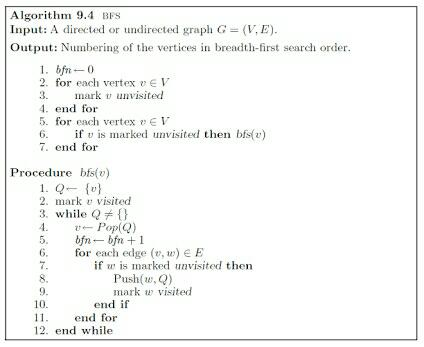 Algorithm 9.4 BFS
Input: A directed or undirected graph G = (V, E).
Output: Numbering of the vertices in breadth-first search order.
1. bfn ← 0
2. for each vertex v ∈ V
3. mark v unvisited
4. end for
5. for each vertex v ∈ V
6. if v is marked unvisited then bfs(v)
7. end for
Procedure bfs(v)
1. Q ← {v}
2. mark v visited
3. while Q ≠ {}
4. v ← Pop(Q)
5. bfn ← bfn + 1
6. for each edge (v, w) ∈ E
7. if w is marked unvisited then
8. Push(w, Q)
9. mark w visited
10. end if
11. end for
12. end while